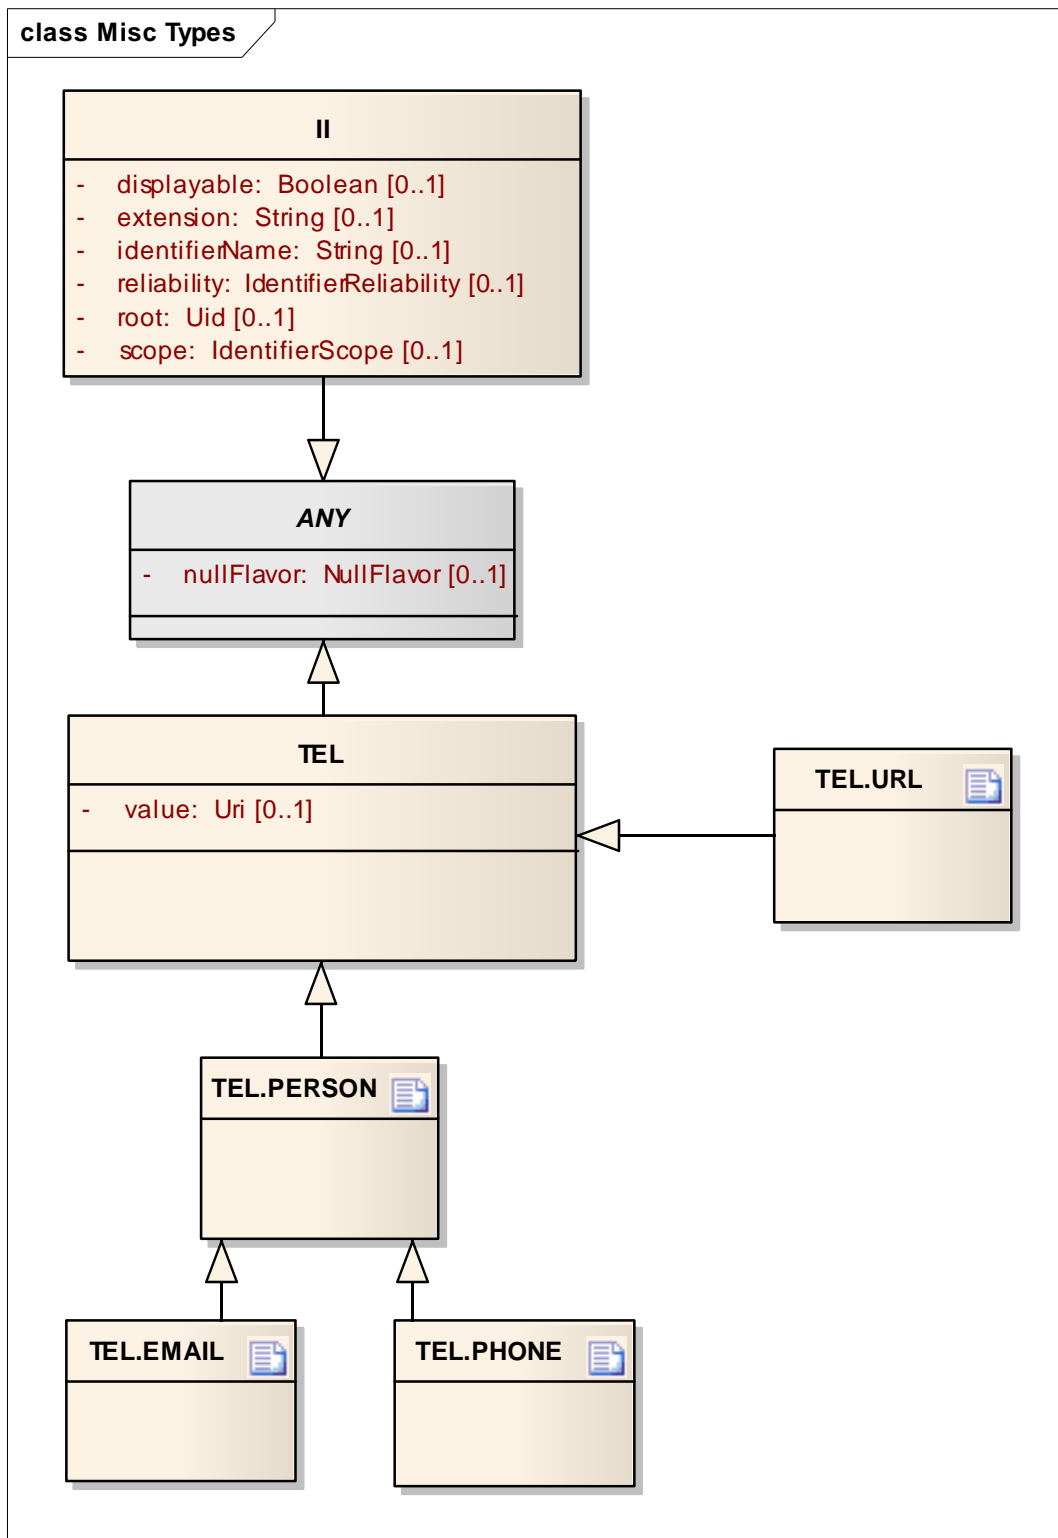 class Misc Types
II
- displayable: Boolean [0..1]
- extension: String [0..1]
- identifierName: String [0..1]
- reliability: IdentifierReliability [0..1]
- root: Uid [0..1]
- scope: IdentifierScope [0..1]
ANY
- nullFlavor: NullFlavor [0..1]
TEL
- value: Uri [0..1]
TEL.URL
TEL.PERSON
TEL.EMAIL
TEL.PHONE